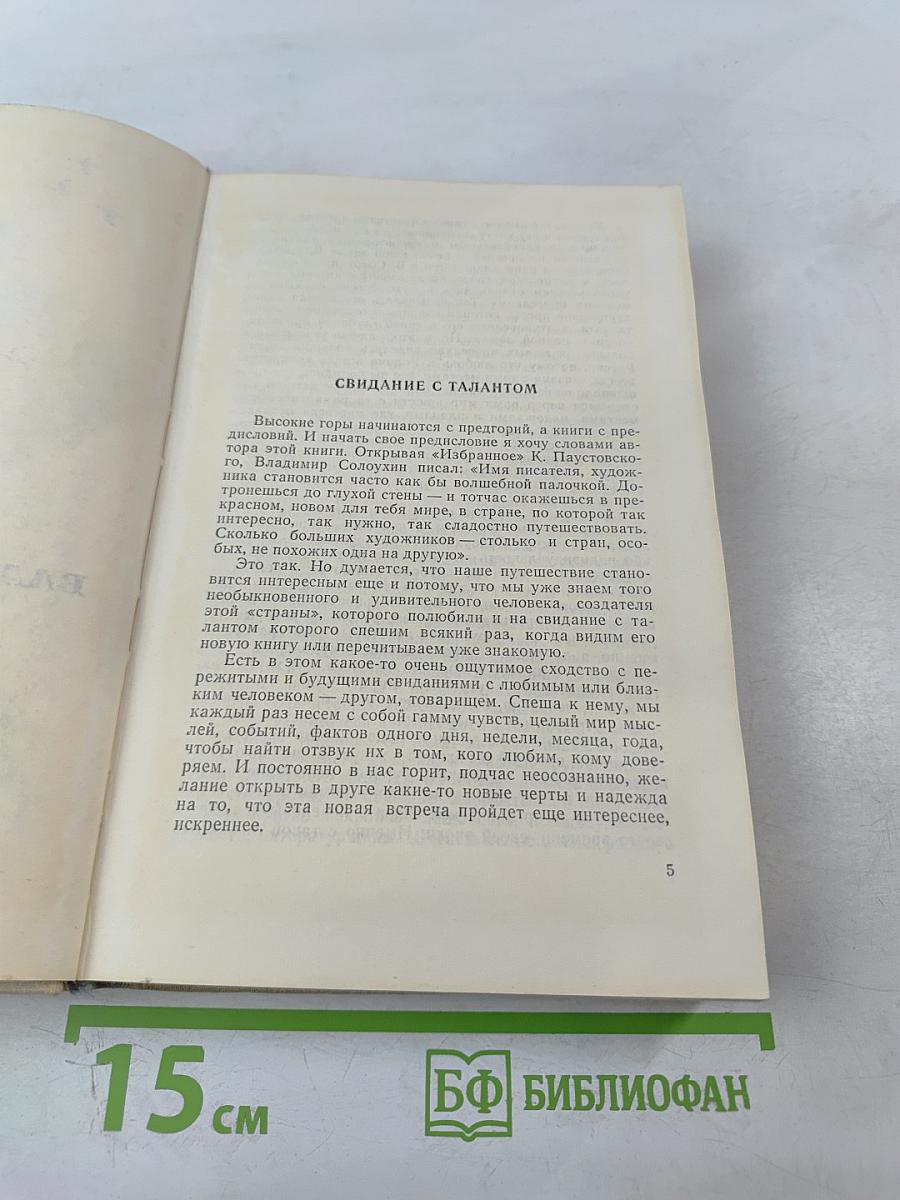 СВИДАНИЕ С ТАЛАНТОМ
Высокие горы начинаются с предгорий, а книги с пре-
дисловий. И начать свое предисловие я хочу словами ав-
тора этой книги. Открывая «Избранное» К. Паустовско-
го, Владимир Солоухин писал: «Имя писателя, худож-
ника становится часто как бы волшебной палочкой. До-
тронешься до глухой стены — и тотчас окажешься в пре-
красном, новом для тебя мире, в стране, по которой так
интересно, так нужно, так сладостно путешествовать.
Сколько больших художников — столько и стран, осо-
бых, не похожих одна на другую».
Это так. Но думается, что наше путешествие стано-
вится интересным еще и потому, что мы уже знаем того
необыкновенного и удивительного человека, создателя
этой «страны», которого полюбили и на свидание с та-
лантом которого спешим всякий раз, когда видим его
новую книгу или перечитываем уже знакомую.
Есть в этом какое-то очень ощутимое сходство с пе-
режитыми и будущими свиданиями с любимым или близ-
ким человеком — другом, товарищем. Спеша к нему, мы
каждый раз несем с собой гамму чувств, целый мир мыс-
лей, событий, фактов одного дня, недели, месяца, года,
чтобы найти отзвук их в том, кого любим, кому дове-
ряем. И постоянно в нас горит, подчас неосознанно, же-
лание открыть в друге какие-то новые черты и надежда
на то, что эта новая встреча пройдет еще интереснее,
искреннее.
5
15 см
БФ БИБЛИОФАН